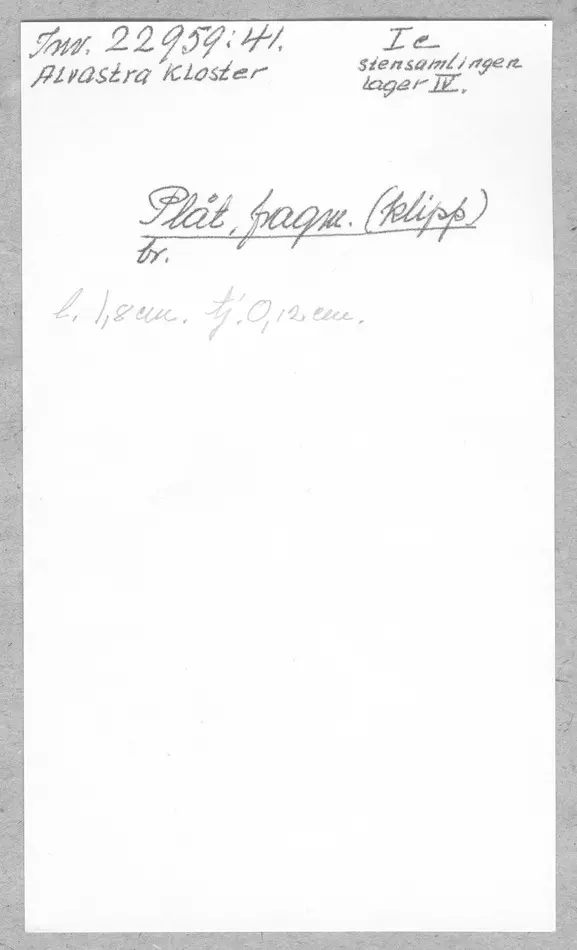 Inv. 22959:41.
Alvastra Kloster
I e
stensamlingen
lager IV.
Plåt, fragm. (klipp)
br.
l. 1,8 cm. tj. 0,12 cm.